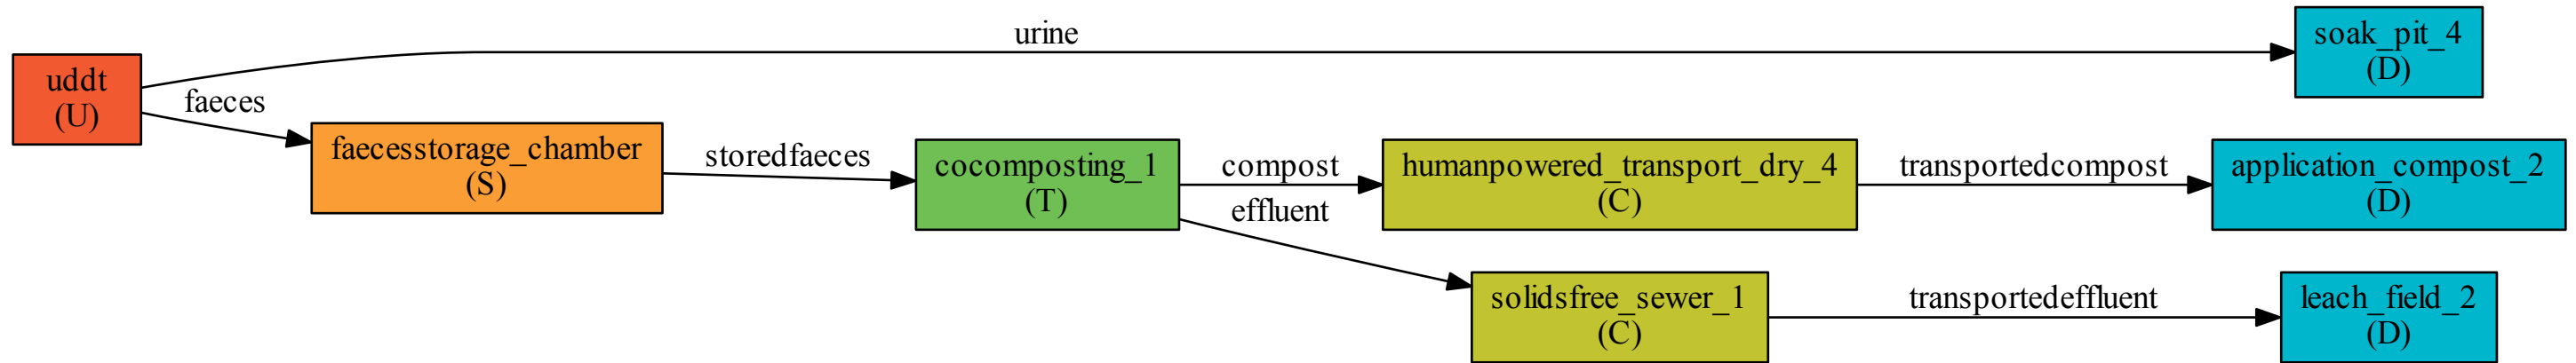 uddt
(U)
urine
faeces
faecesstorage_chamber
(S)
storedfaeces
cocomposting_1
(T)
compost
effluent
humanpowered_transport_dry_4
(C)
solidsfree_sewer_1
(C)
transportedcompost
transportedeffluent
soak_pit_4
(D)
application_compost_2
(D)
leach_field_2
(D)